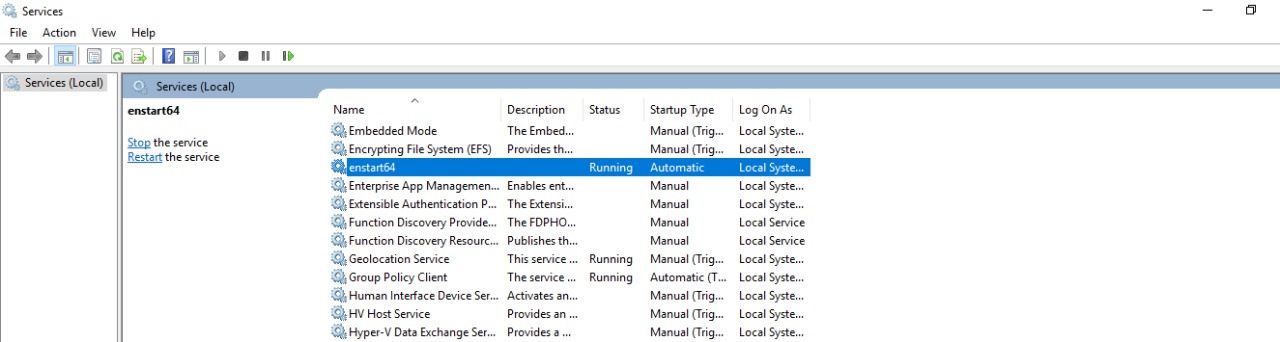 Services
File Action View Help
Services (Local)
Services (Local)
enstart64
Stop the service
Restart the service
Name Description Status Startup Type Log On As
Embedded Mode The Embed... Manual (Trig... Local Syste...
Encrypting File System (EFS) Provides th... Manual (Trig... Local Syste...
enstart64 Running Automatic Local Syste...
Enterprise App Managemen... Enables ent... Manual Local Syste...
Extensible Authentication P... The Extensi... Manual Local Syste...
Function Discovery Provide... The FDPHO... Manual Local Service
Function Discovery Resourc... Publishes th... Manual Local Service
Geolocation Service This service ... Running Manual (Trig... Local Syste...
Group Policy Client The service ... Running Automatic (T... Local Syste...
Human Interface Device Ser... Activates an... Manual (Trig... Local Syste...
HV Host Service Provides an ... Manual (Trig... Local Syste...
Hyper-V Data Exchange Ser... Provides a ... Manual (Trig... Local Syste...